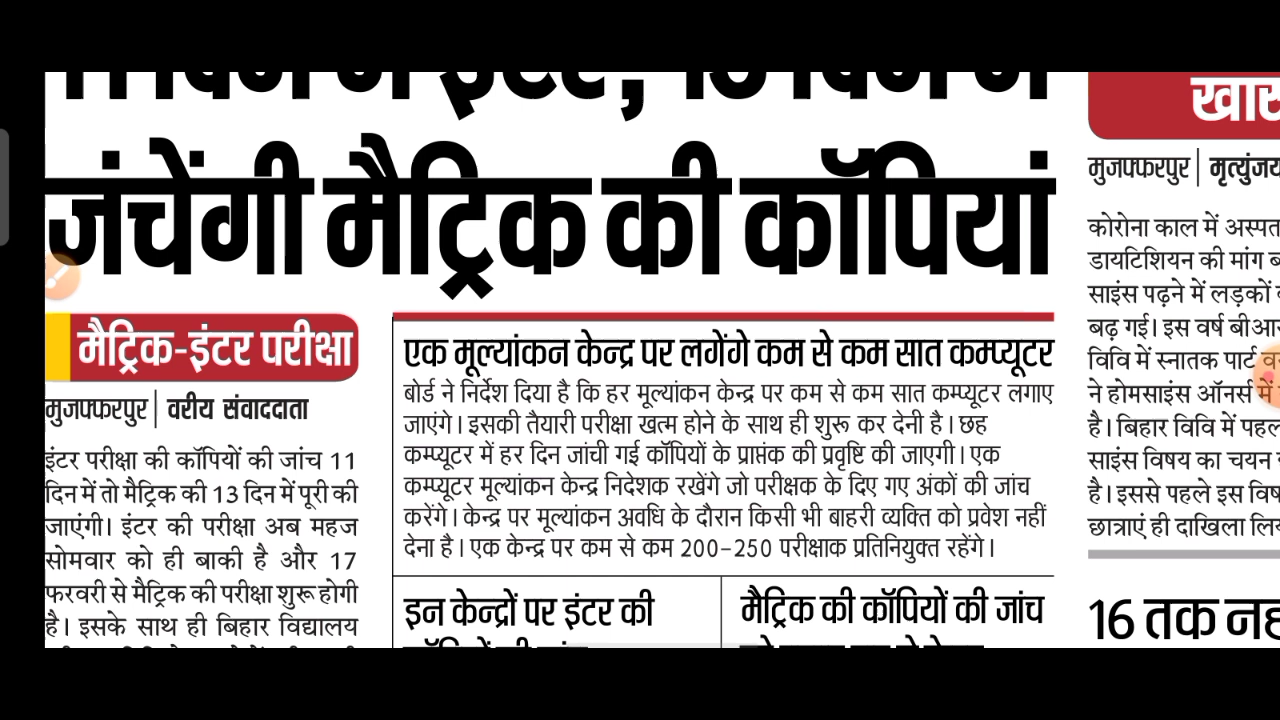 जंचेंगी मैट्रिक की कॉपियां
मैट्रिक-इंटर परीक्षा
मुजफ्फरपुर | वरीय संवाददाता
इंटर परीक्षा की कॉपियों की जांच 11
दिन में तो मैट्रिक की 13 दिन में पूरी की
जाएंगी। इंटर की परीक्षा अब महज
सोमवार को ही बाकी है और 17
फरवरी से मैट्रिक की परीक्षा शुरू होगी
है। इसके साथ ही बिहार विद्यालय
एक मूल्यांकन केन्द्र पर लगेंगे कम से कम सात कम्प्यूटर
बोर्ड ने निर्देश दिया है कि हर मूल्यांकन केन्द्र पर कम से कम सात कम्प्यूटर लगाए
जाएंगे। इसकी तैयारी परीक्षा खत्म होने के साथ ही शुरू कर देनी है। छह
कम्प्यूटर में हर दिन जांची गई कॉपियों के प्राप्तंक की प्रवृष्टि की जाएगी। एक
कम्प्यूटर मूल्यांकन केन्द्र निदेशक रखेंगे जो परीक्षक के दिए गए अंकों की जांच
करेंगे। केन्द्र पर मूल्यांकन अवधि के दौरान किसी भी बाहरी व्यक्ति को प्रवेश नहीं
देना है। एक केन्द्र पर कम से कम 200-250 परीक्षाक प्रतिनियुक्त रहेंगे।
इन केन्द्रों पर इंटर की
मैट्रिक की कॉपियों की जांच
मुजफ्फरपुर |
कोरोना काल में
डायटिशियन की मांग
साइंस पढ़ने में लड़कों
बढ़ गई। इस वर्ष
विवि में स्नातक पार्ट
ने होमसाइंस ऑनर्स में
है। बिहार विवि में
साइंस विषय का चयन
है। इससे पहले इस
छात्राएं ही दाखिला
16 तक